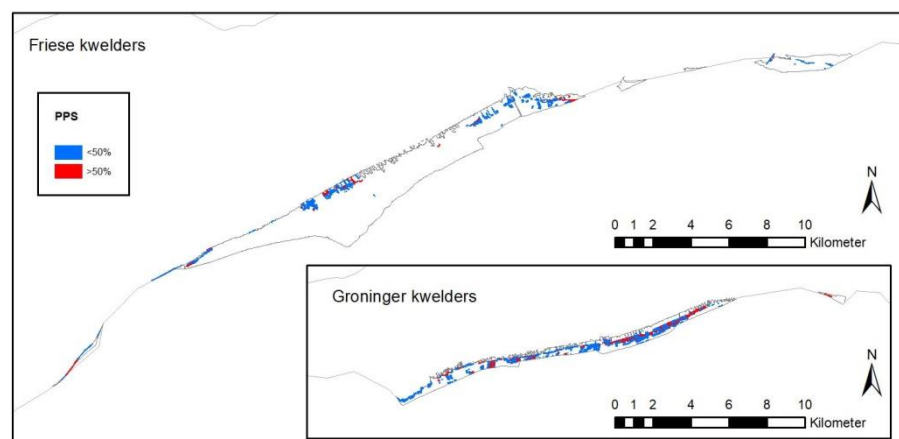 Friese kwelders
PPS
<50%
>50%
N
0 1 2 4 6 8 10
Kilometer
Groninger kwelders
N
0 1 2 4 6 8 10
Kilometer